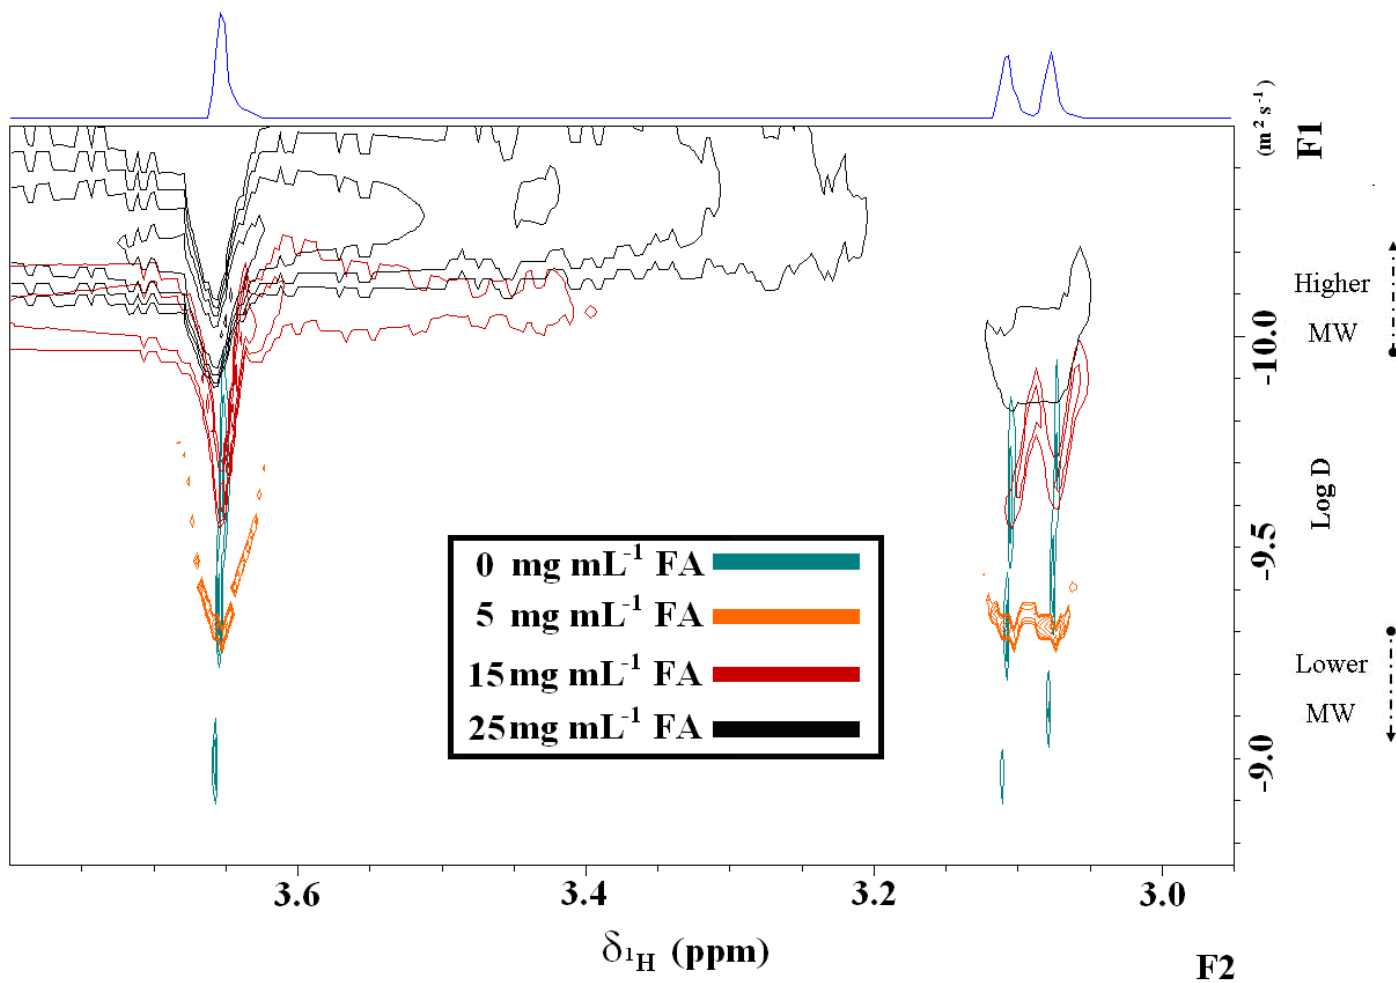 (m² s⁻¹)
F1
Higher
MW
-10.0
Log D
-9.5
Lower
MW
-9.0
0 mg mL⁻¹ FA
5 mg mL⁻¹ FA
15 mg mL⁻¹ FA
25 mg mL⁻¹ FA
3.6 3.4 3.2 3.0
δ¹H (ppm)
F2